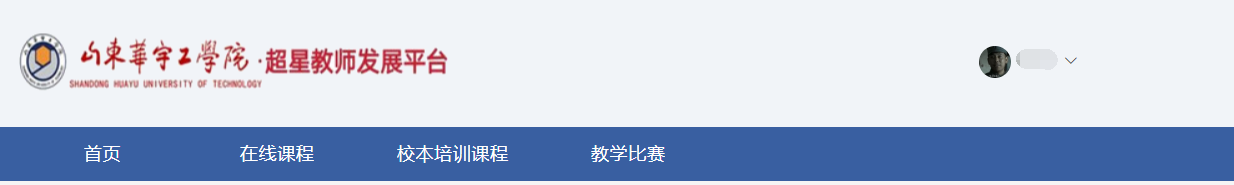 山東華宇工學院·超星教师发展平台
SHANDONG HUAYU UNIVERSITY OF TECHNOLOGY
首页 在线课程 校本培训课程 教学比赛